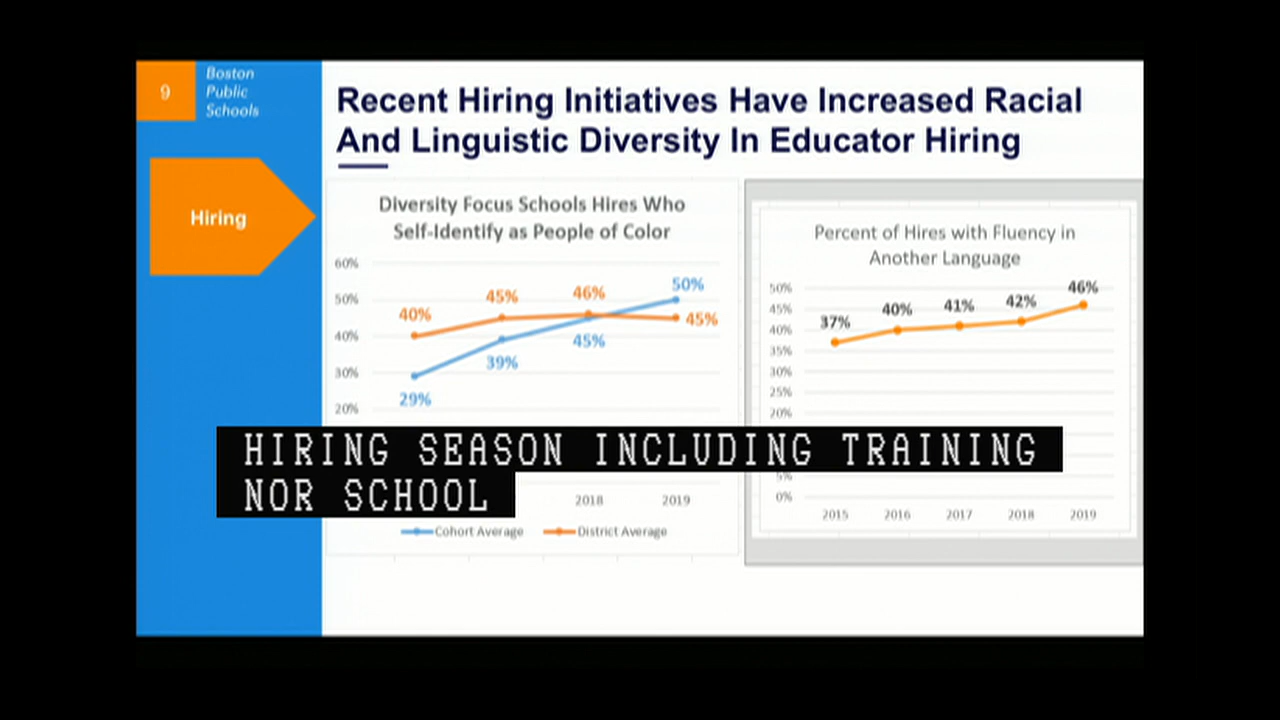 9
Boston
Public
Schools
Hiring
Recent Hiring Initiatives Have Increased Racial
And Linguistic Diversity In Educator Hiring
Diversity Focus Schools Hires Who
Self-Identify as People of Color
60%
50%
40%
30%
20%
40%
45%
46%
50%
45%
29%
39%
45%
2018
2019
Cohort Average
District Average
Percent of Hires with Fluency in
Another Language
50%
45%
40%
35%
30%
25%
20%
5%
0%
37%
40%
41%
42%
46%
2015
2016
2017
2018
2019
HIRING SEASON INCLUDING TRAINING
NOR SCHOOL